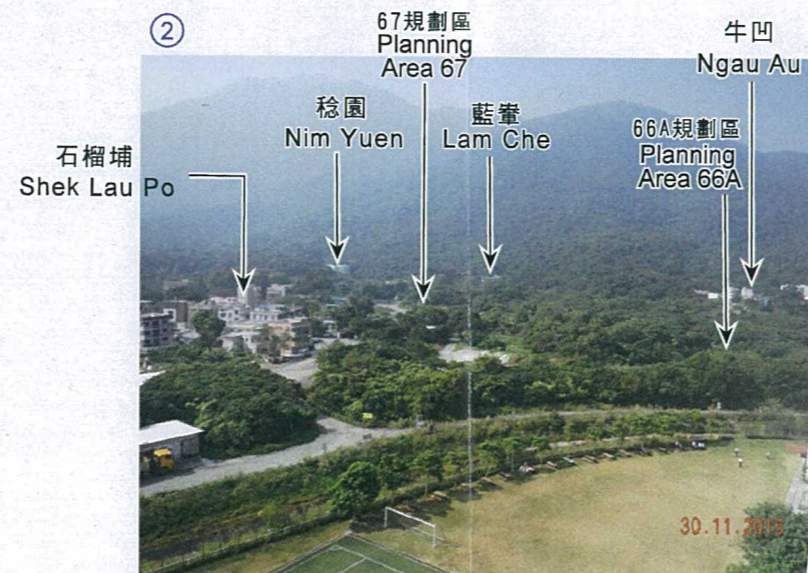 ②
67規劃區
Planning
Area 67
牛凹
Ngau Au
稔園
Nim Yuen
藍輋
Lam Che
66A規劃區
Planning
Area 66A
石榴埔
Shek Lau Po